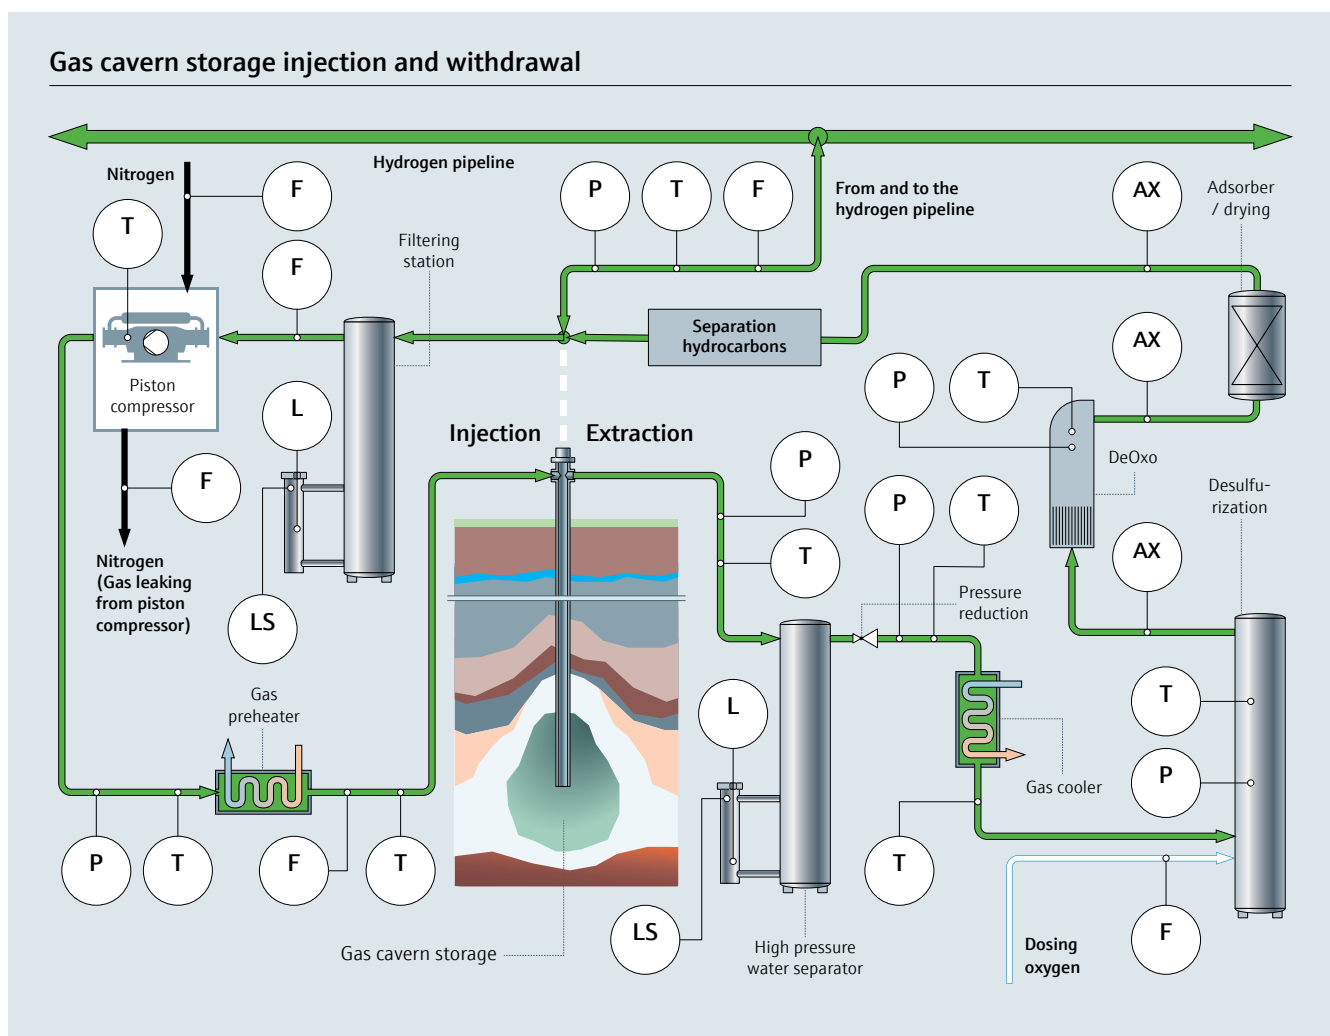 Gas cavern storage injection and withdrawal
Hydrogen pipeline
Nitrogen
F
P
T
F
From and to the
hydrogen pipeline
AX
Adsorber
/ drying
T
F
Filtering
station
Separation
hydrocarbons
AX
Piston
compressor
P
T
L
Injection
Extraction
F
P
DeOxo
P
T
Desulfu-
rization
Nitrogen
(Gas leaking
from piston
compressor)
T
AX
LS
Pressure
reduction
Gas
preheater
L
T
Gas cooler
P
P
T
F
T
T
Gas cavern storage
LS
High pressure
water separator
Dosing
oxygen
F